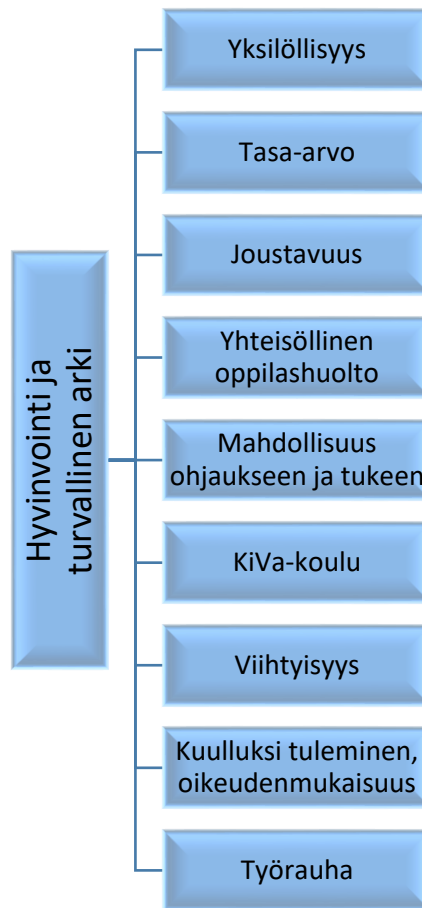 Hyvinvointi ja
turvallinen arki
Yksilöllisyys
Tasa-arvo
Joustavuus
Yhteisöllinen
oppilashuolto
Mahdollisuus
ohjaukseen ja tukeen
KiVa-koulu
Viihtyisyys
Kuulluksi tuleminen,
oikeudenmukaisuus
Työrauha